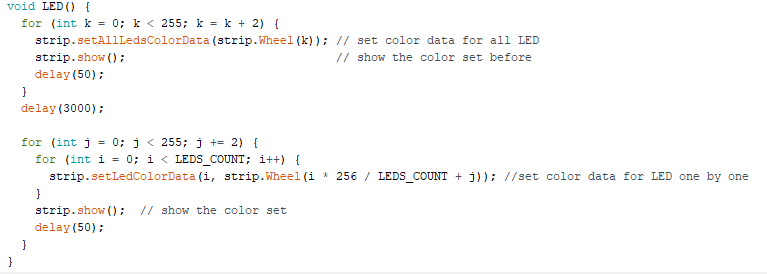 void LED() {
for (int k = 0; k < 255; k = k + 2) {
strip.setAllLedsColorData(strip.Wheel(k)); // set color data for all LED
strip.show(); // show the color set before
delay(50);
}
delay(3000);
for (int j = 0; j < 255; j += 2) {
for (int i = 0; i < LEDS_COUNT; i++) {
strip.setLedColorData(i, strip.Wheel(i * 256 / LEDS_COUNT + j)); //set color data for LED one by one
}
strip.show(); // show the color set
delay(50);
}
}